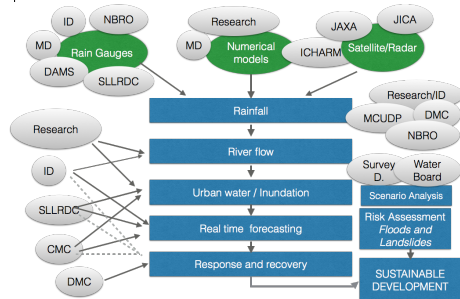 ID
NBRO
MD
Rain Gauges
DAMS
SLLRDC
Research
MD
Numerical
models
ICHARM
JAXA
JICA
Satellite/Radar
Rainfall
River flow
Urban water / Inundation
Real time forecasting
Response and recovery
Research
ID
SLLRDC
CMC
DMC
Research/ID
MCUDP
DMC
NBRO
Survey
D.
Water
Board
Scenario Analysis
Risk Assessment
Floods and
Landslides
SUSTAINABLE
DEVELOPMENT